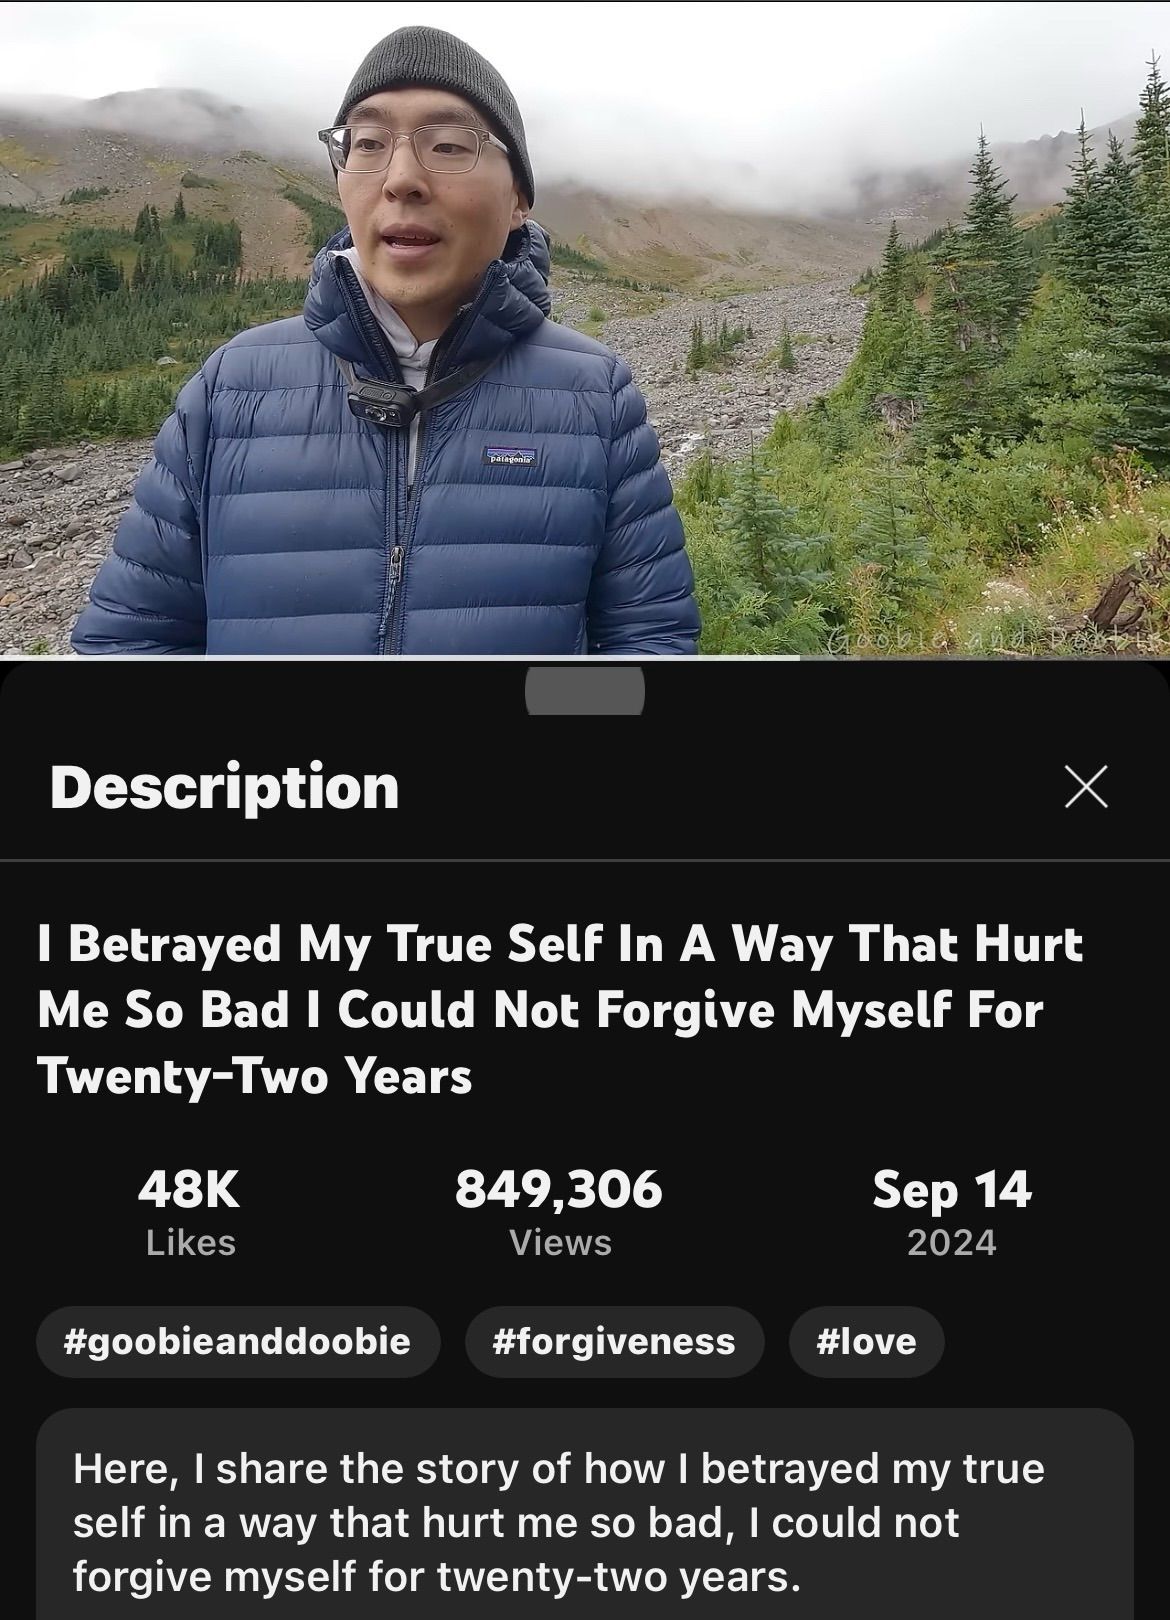 patagonia
Goobie and Doobie
Description
I Betrayed My True Self In A Way That Hurt
Me So Bad I Could Not Forgive Myself For
Twenty-Two Years
48K 849,306 Sep 14
Likes Views 2024
#goobieanddoobie #forgiveness #love
Here, I share the story of how I betrayed my true
self in a way that hurt me so bad, I could not
forgive myself for twenty-two years.